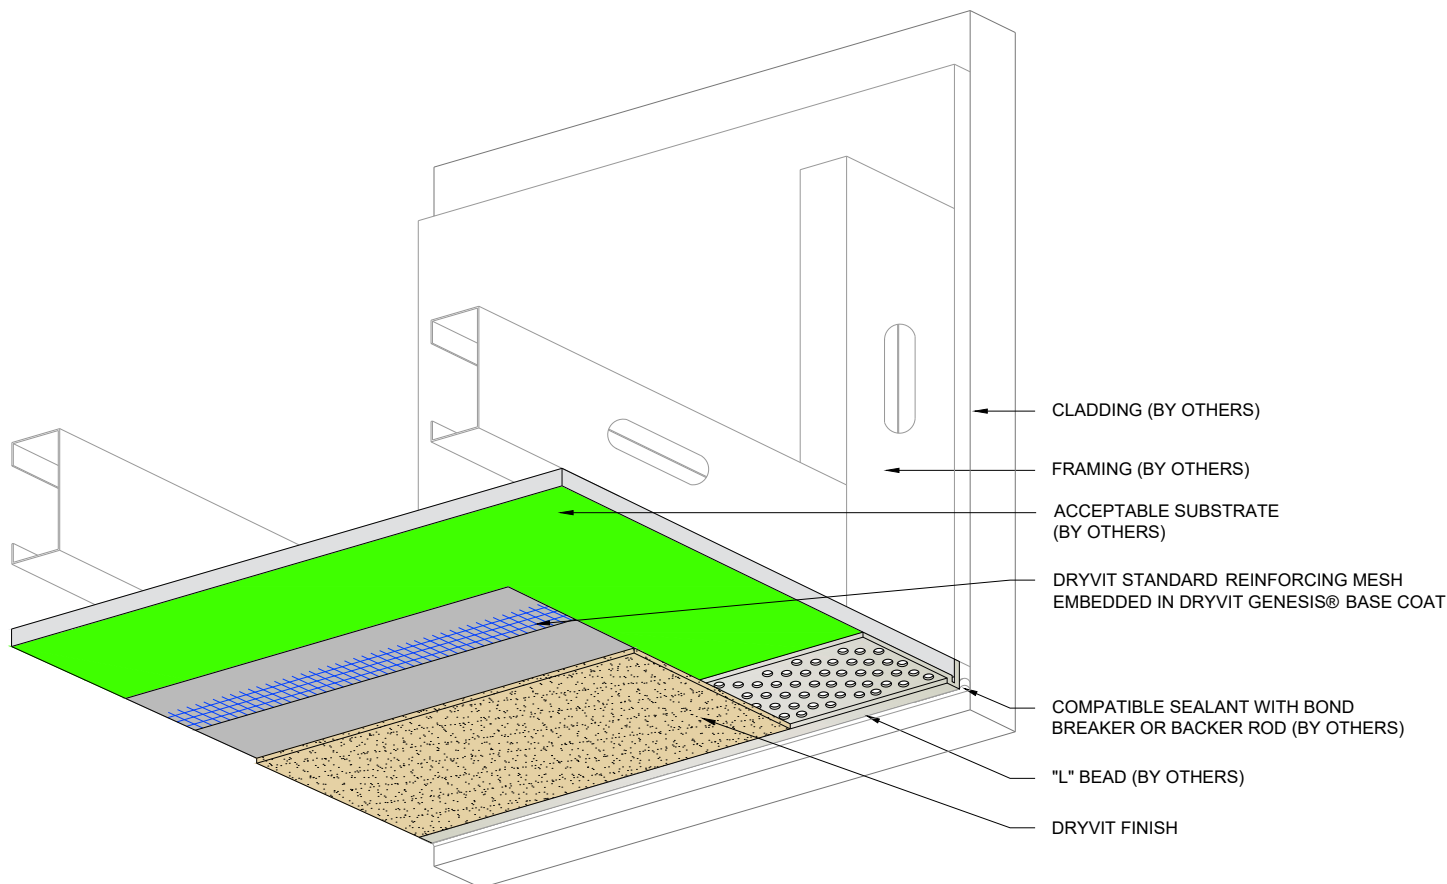 CLADDING (BY OTHERS)
FRAMING (BY OTHERS)
ACCEPTABLE SUBSTRATE
(BY OTHERS)
DRYVIT STANDARD REINFORCING MESH
EMBEDDED IN DRYVIT GENESIS® BASE COAT
COMPATIBLE SEALANT WITH BOND
BREAKER OR BACKER ROD (BY OTHERS)
"L" BEAD (BY OTHERS)
DRYVIT FINISH